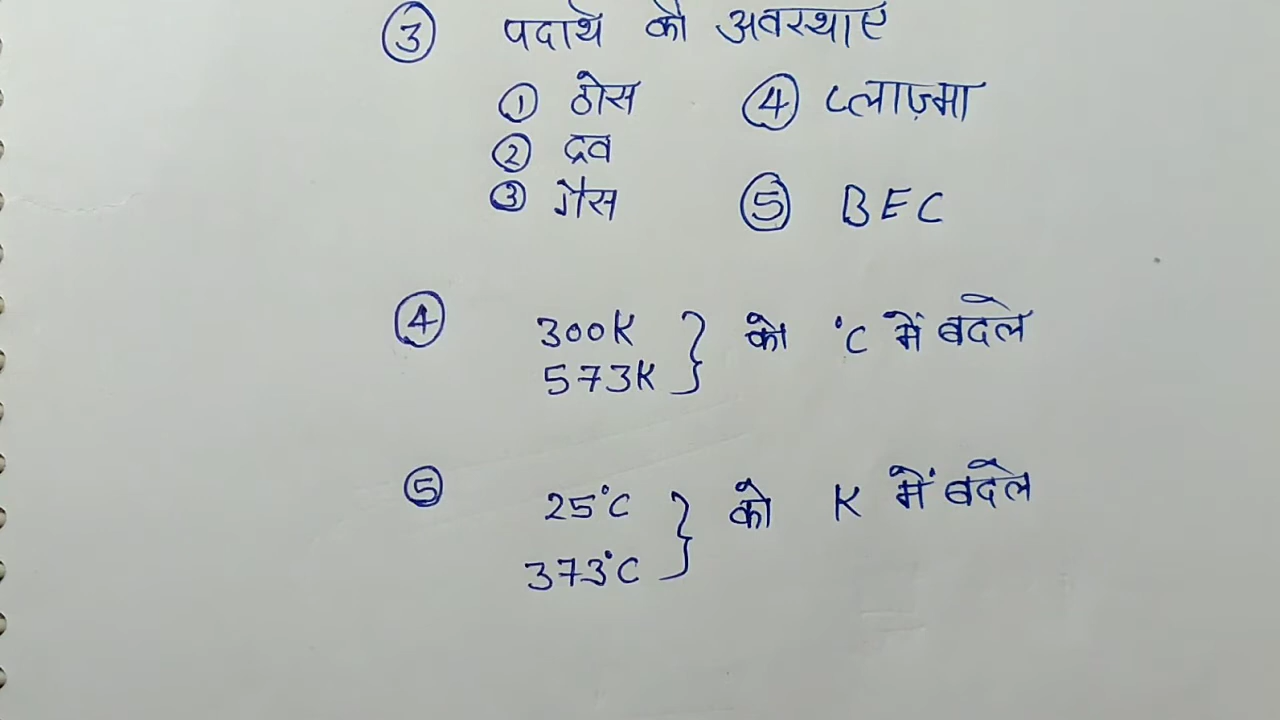 ③ पदार्थ की अवस्थाएं
① ठोस ④ प्लाज़्मा
② द्रव
③ गैस ⑤ BEC
④ 300K
573K } को °C में बदले
⑤ 25°C
373°C } को K में बदले